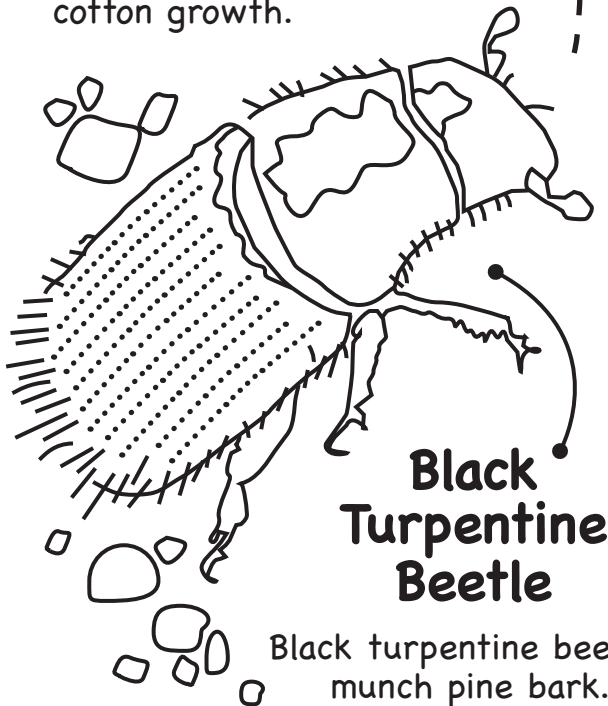 cotton growth.
Black
Turpentine
Beetle
Black turpentine bee
munch pine bark.